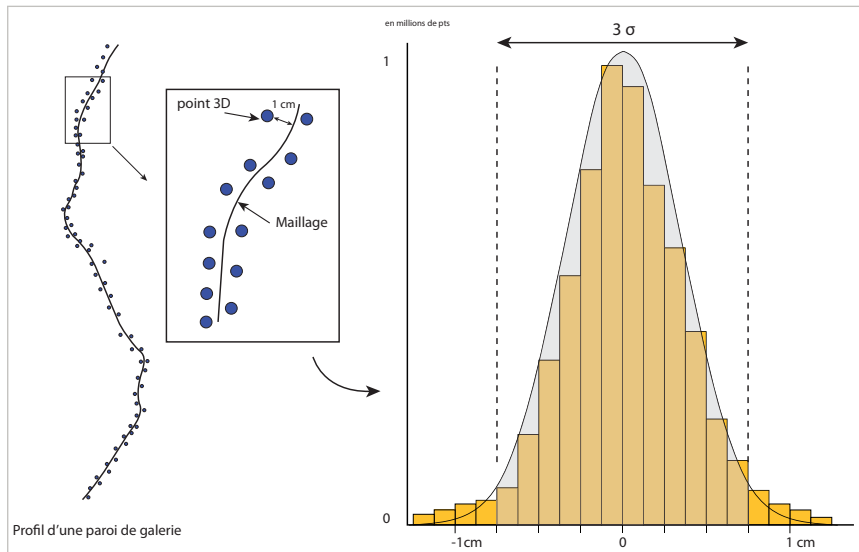 en millions de pts
3 σ
1
point 3D
1 cm
Maillage
0
Profil d'une paroi de galerie
-1cm
0
1 cm